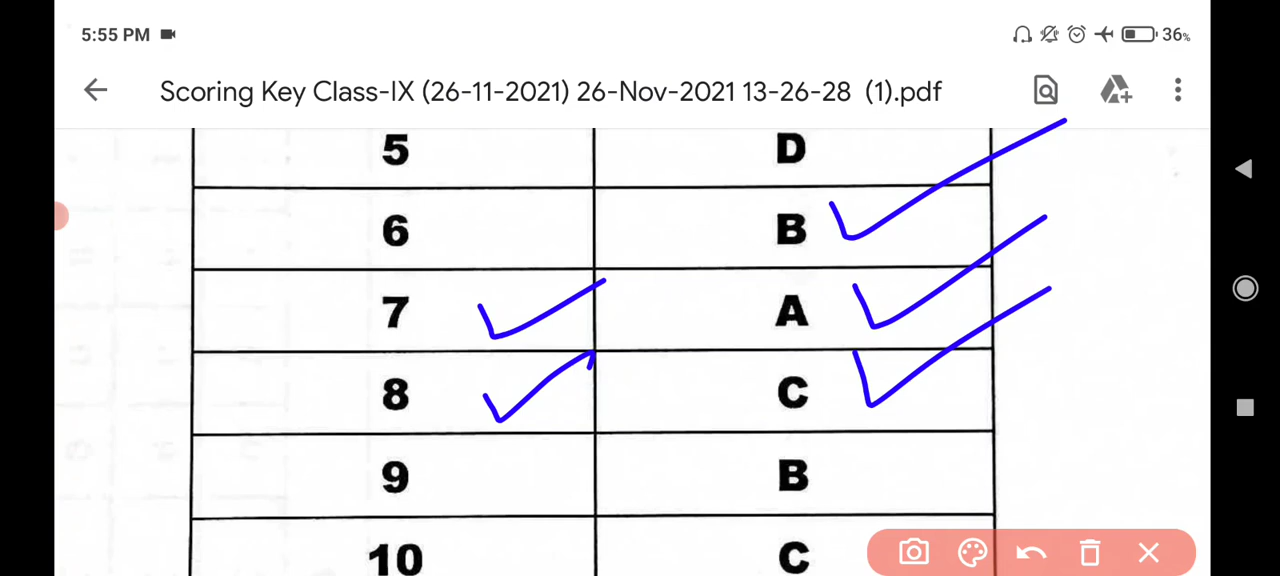 5:55 PM 36%
Scoring Key Class-IX (26-11-2021) 26-Nov-2021 13-26-28 (1).pdf
5 D
6 B
7 A
8 C
9 B
10 C